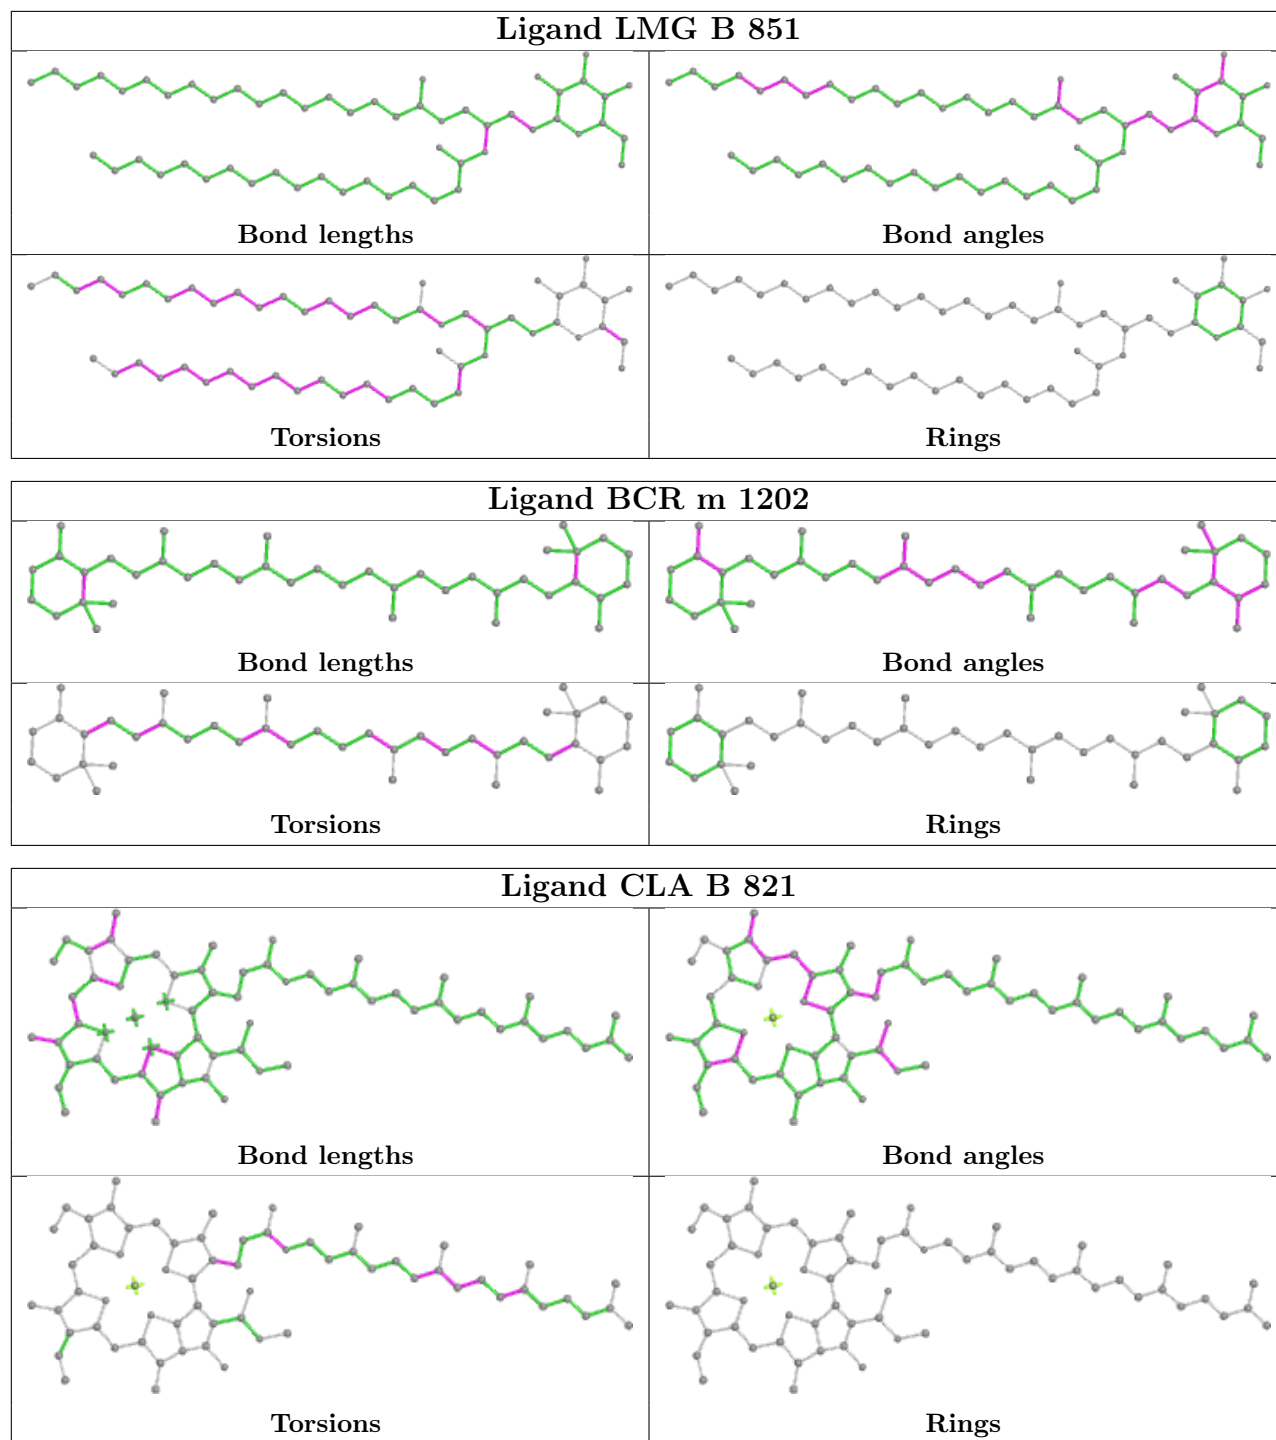 Ligand LMG B 851
Bond lengths
Bond angles
Torsions
Rings
Ligand BCR m 1202
Bond lengths
Bond angles
Torsions
Rings
Ligand CLA B 821
Bond lengths
Bond angles
Torsions
Rings